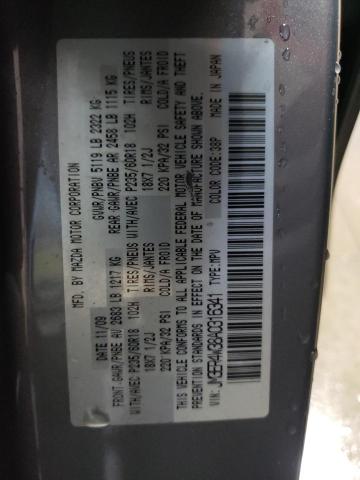 MFD. BY MAZDA MOTOR CORPORATION
11/09 GVWR/PNBV 5119 LB 2322 KG
FRONT GAWR/PNBE AV 2683 LB 1217 KG REAR GAWR/PNBE AR 2458 LB 1115 KG
WITH/AVEC P235/60R18 102H TIRES/PNEUS WITH/AVEC P235/60R18 102H TIRES/PNEUS
18X7 1/2J RIMS/JANTES 18X7 1/2J RIMS/JANTES
220 KPA/32 PSI COLD/A FROID 220 KPA/32 PSI COLD/A FROID
THIS VEHICLE CONFORMS TO ALL APPLICABLE FEDERAL MOTOR VEHICLE SAFETY AND THEFT
PREVENTION STANDARDS IN EFFECT ON THE DATE OF MANUFACTURE SHOWN ABOVE.
VIN: TYPE: MPV COLOR CODE: 38P MADE IN JAPAN